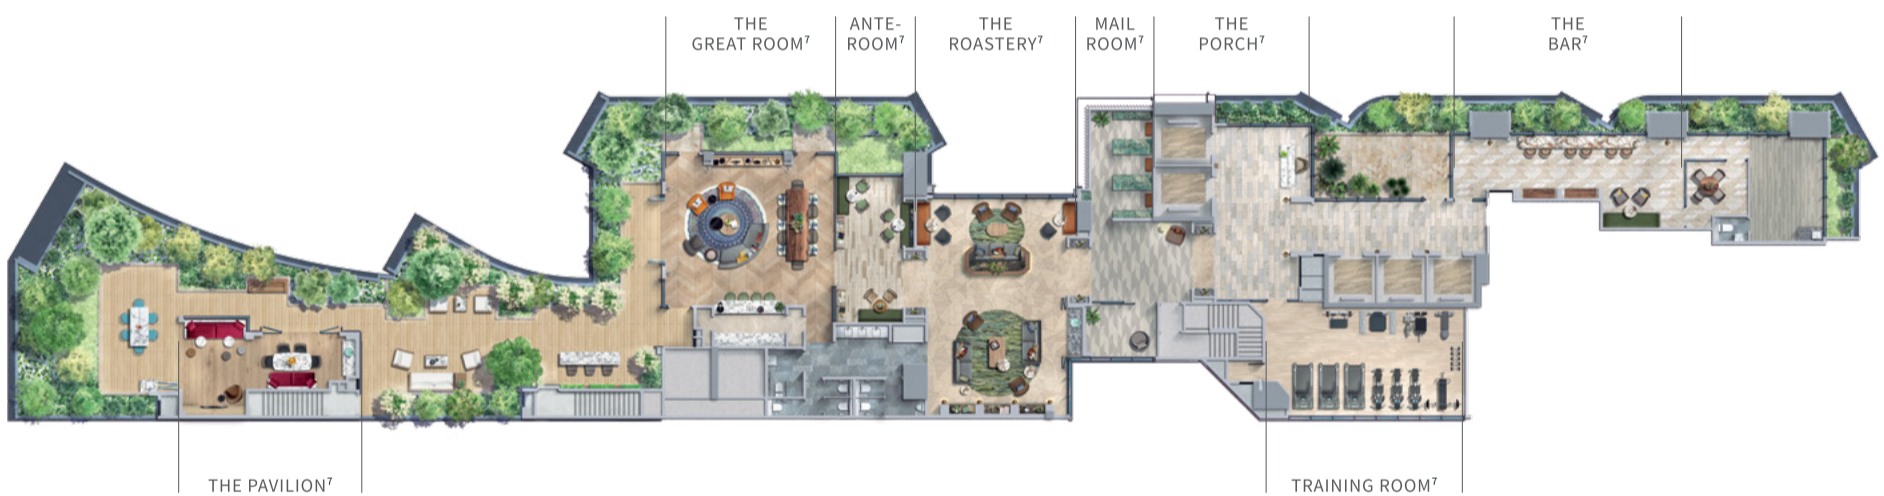 THE
GREAT ROOM⁷
ANTE-
ROOM⁷
THE
ROASTERY⁷
MAIL
ROOM⁷
THE
PORCH⁷
THE
BAR⁷
THE PAVILION⁷
TRAINING ROOM⁷